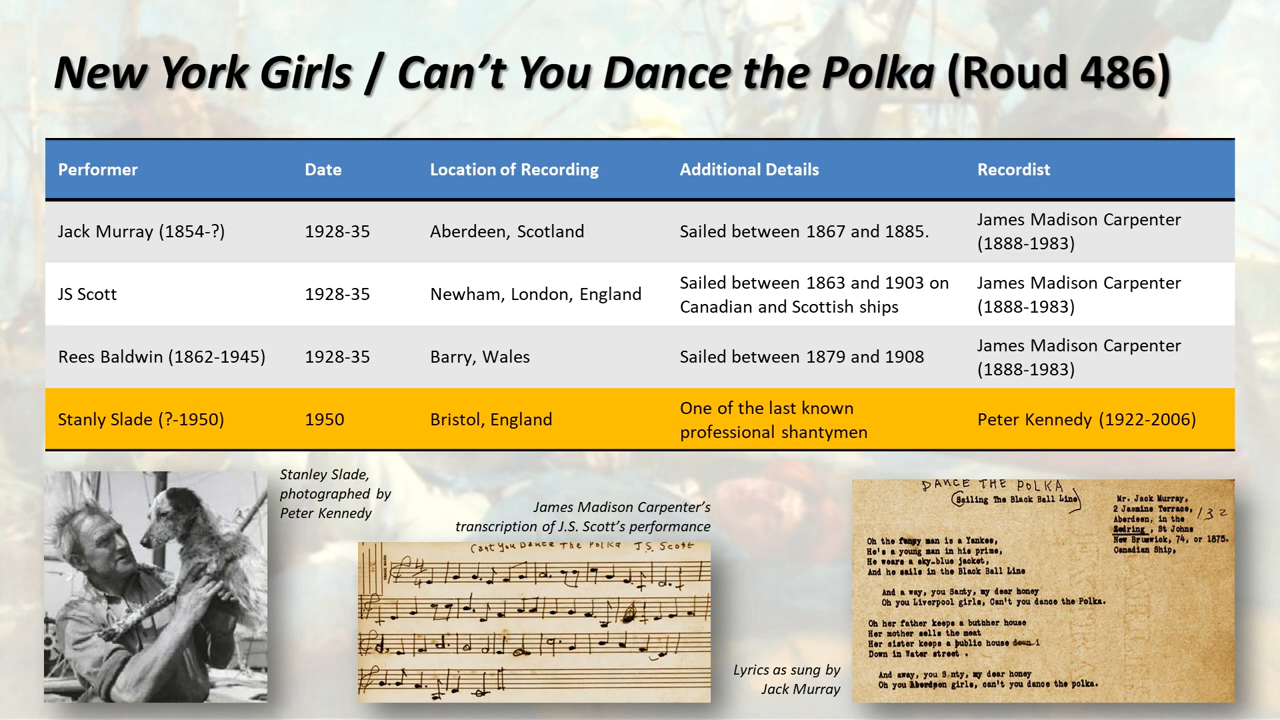 New York Girls / Can't You Dance the Polka (Roud 486)
Performer Date Location of Recording Additional Details Recordist
Jack Murray (1854-?) 1928-35 Aberdeen, Scotland Sailed between 1867 and 1885. James Madison Carpenter
(1888-1983)
JS Scott 1928-35 Newham, London, England Sailed between 1863 and 1903 on
Canadian and Scottish ships
James Madison Carpenter
(1888-1983)
Rees Baldwin (1862-1945) 1928-35 Barry, Wales Sailed between 1879 and 1908 James Madison Carpenter
(1888-1983)
Stanly Slade (?-1950) 1950 Bristol, England One of the last known
professional shantymen
Peter Kennedy (1922-2006)
Stanley Slade,
photographed by
Peter Kennedy
James Madison Carpenter's
transcription of J.S. Scott's performance
Can't You Dance The Polka J.S. Scott
Lyrics as sung by
Jack Murray
DANCE THE POLKA
(Sailing The Black Ball Line)
Mr. Jack Murray,
2 Jasmine Terrace,
Aberdeen, in the
St Johns
New Brunswick, 74, or 1875.
Canadian Ship,
132
Oh the man is a Yankee,
He's a young man in his prime,
He wears a sky-blue jacket,
And he sails in the Black Ball Line
And a way, you Santy, my dear honey
Oh you Liverpool girls, Can't you dance the Polka.
Oh her father keeps a buthher house
Her mother sells the meat
Her sister keeps a public house down
Down in Water street .
And away, you S nty, my dear honey
Oh you Aberdeen girls, can't you dance the polka.